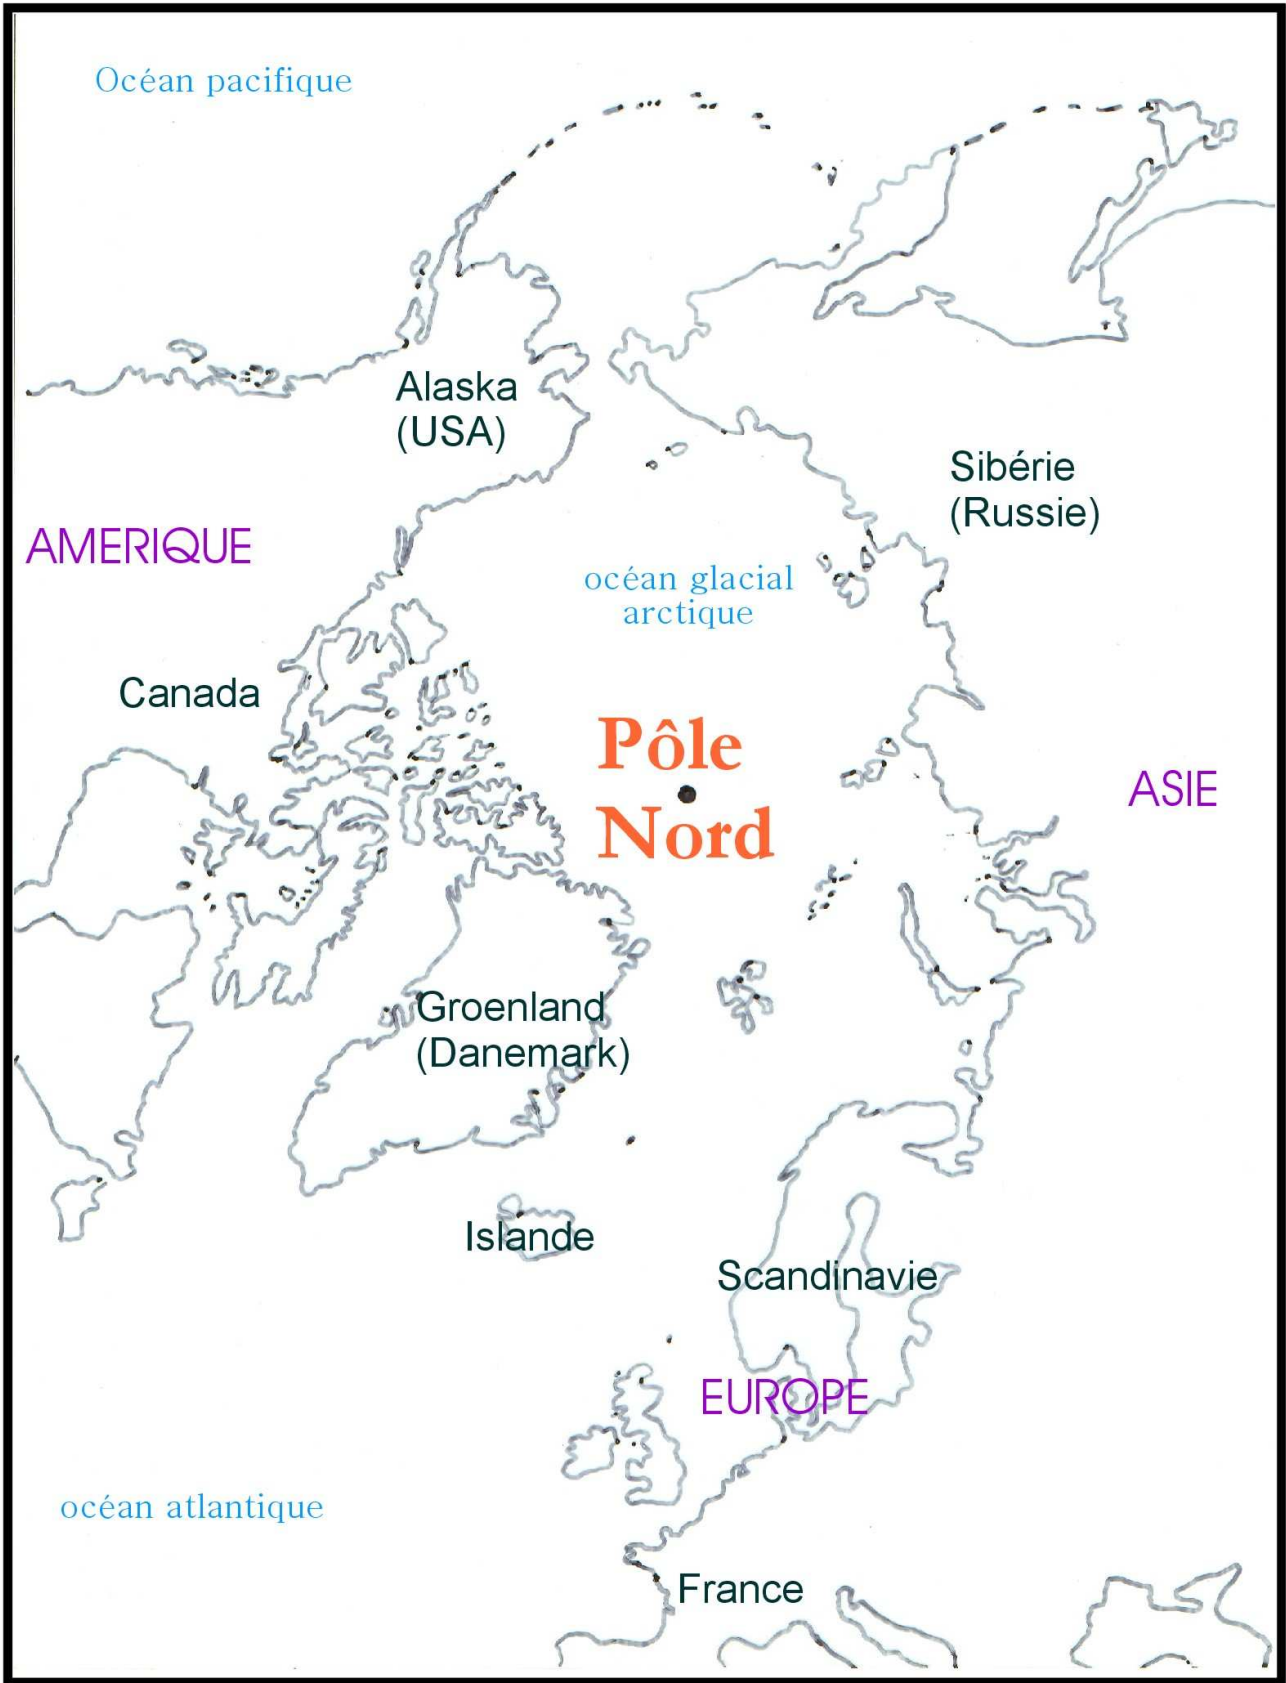 Océan pacifique
Alaska
(USA)
Sibérie
(Russie)
AMERIQUE
océan glacial
arctique
Canada
Pôle
Nord
ASIE
Groenland
(Danemark)
Islande
Scandinavie
EUROPE
océan atlantique
France